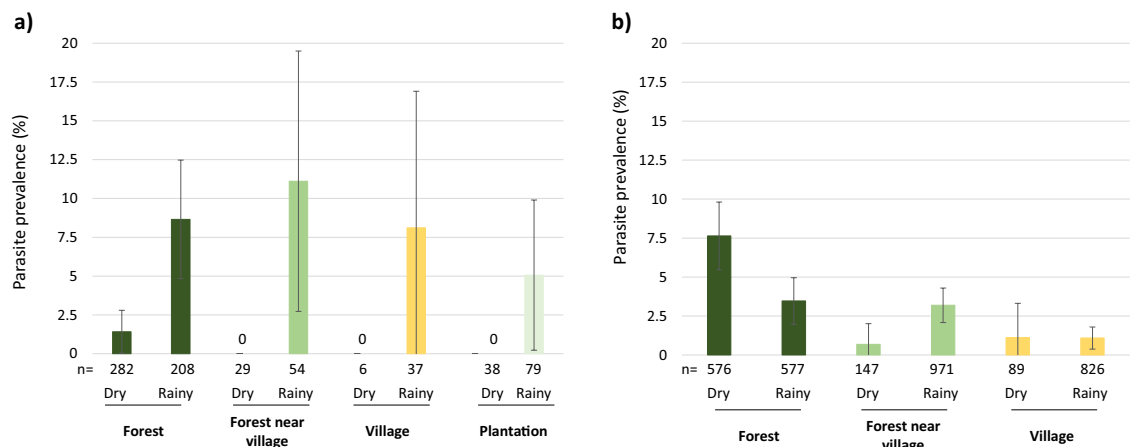 a)
Parasite prevalence (%)
20
17.5
15
12.5
10
7.5
5
2.5
0
0
0
0
n= 282 208 29 54 6 37 38 79
Dry Rainy Dry Rainy Dry Rainy Dry Rainy
Forest Forest near village Village Plantation
b)
Parasite prevalence (%)
20
17.5
15
12.5
10
7.5
5
2.5
0
n= 576 577 147 971 89 826
Dry Rainy Dry Rainy Dry Rainy
Forest Forest near village Village